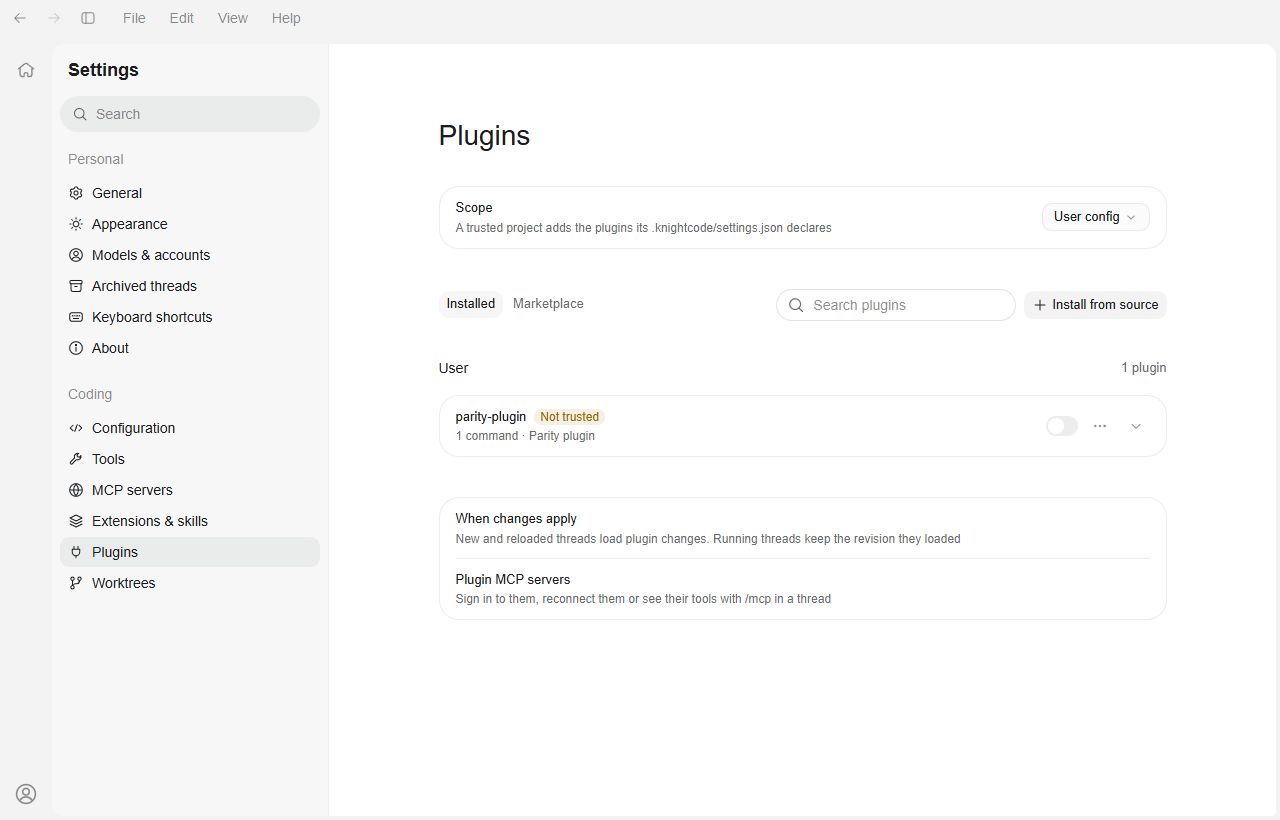 File Edit View Help
Settings
Search
Personal
General
Appearance
Models & accounts
Archived threads
Keyboard shortcuts
About
Coding
Configuration
Tools
MCP servers
Extensions & skills
Plugins
Worktrees
Plugins
Scope
A trusted project adds the plugins its .knightcode/settings.json declares
User config
Installed Marketplace
Search plugins
Install from source
User
1 plugin
parity-plugin Not trusted
1 command · Parity plugin
When changes apply
New and reloaded threads load plugin changes. Running threads keep the revision they loaded
Plugin MCP servers
Sign in to them, reconnect them or see their tools with /mcp in a thread